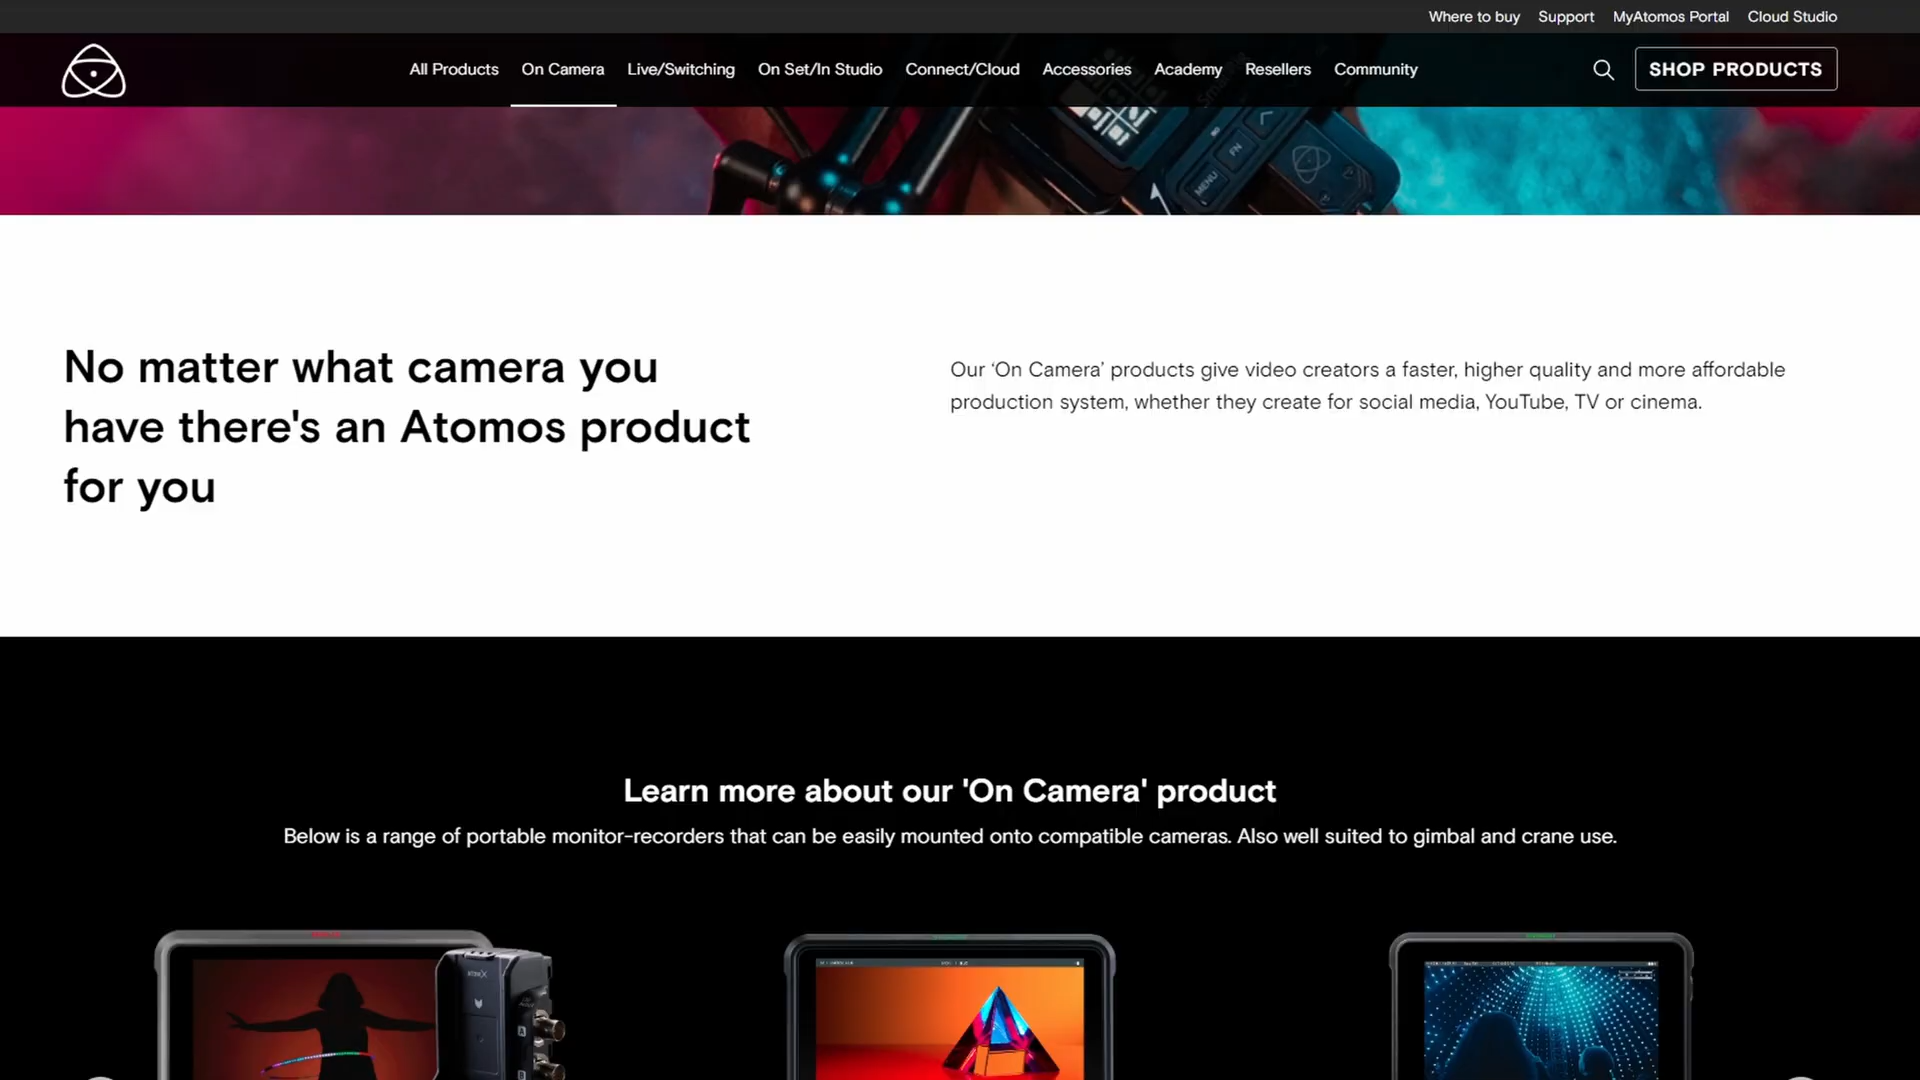 Where to buy Support MyAtomos Portal Cloud Studio
All Products On Camera Live/Switching On Set/In Studio Connect/Cloud Accessories Academy Resellers Community SHOP PRODUCTS
FN
MENU
No matter what camera you
have there's an Atomos product
for you
Our ‘On Camera’ products give video creators a faster, higher quality and more affordable
production system, whether they create for social media, YouTube, TV or cinema.
Learn more about our 'On Camera' product
Below is a range of portable monitor-recorders that can be easily mounted onto compatible cameras. Also well suited to gimbal and crane use.
A
B